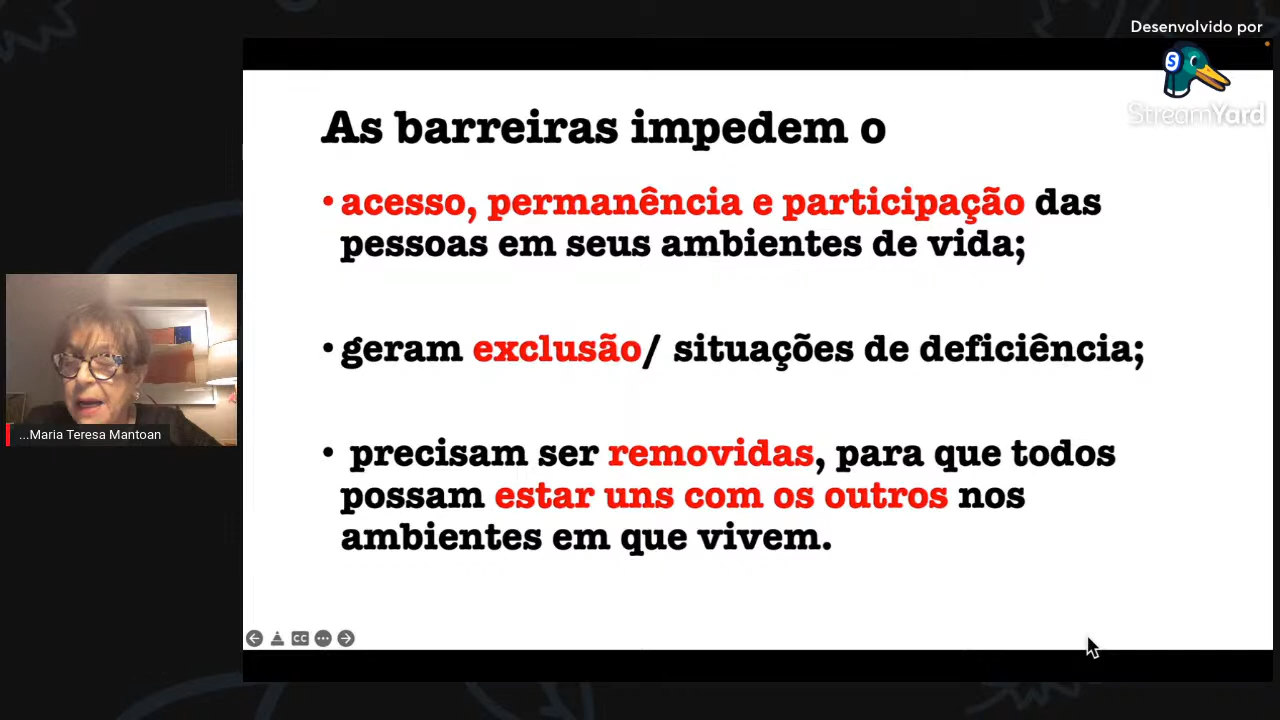 Desenvolvido por
StreamYard
As barreiras impedem o
• acesso, permanência e participação das
pessoas em seus ambientes de vida;
• geram exclusão/ situações de deficiência;
• precisam ser removidas, para que todos
possam estar uns com os outros nos
ambientes em que vivem.
...Maria Teresa Mantoan
CC